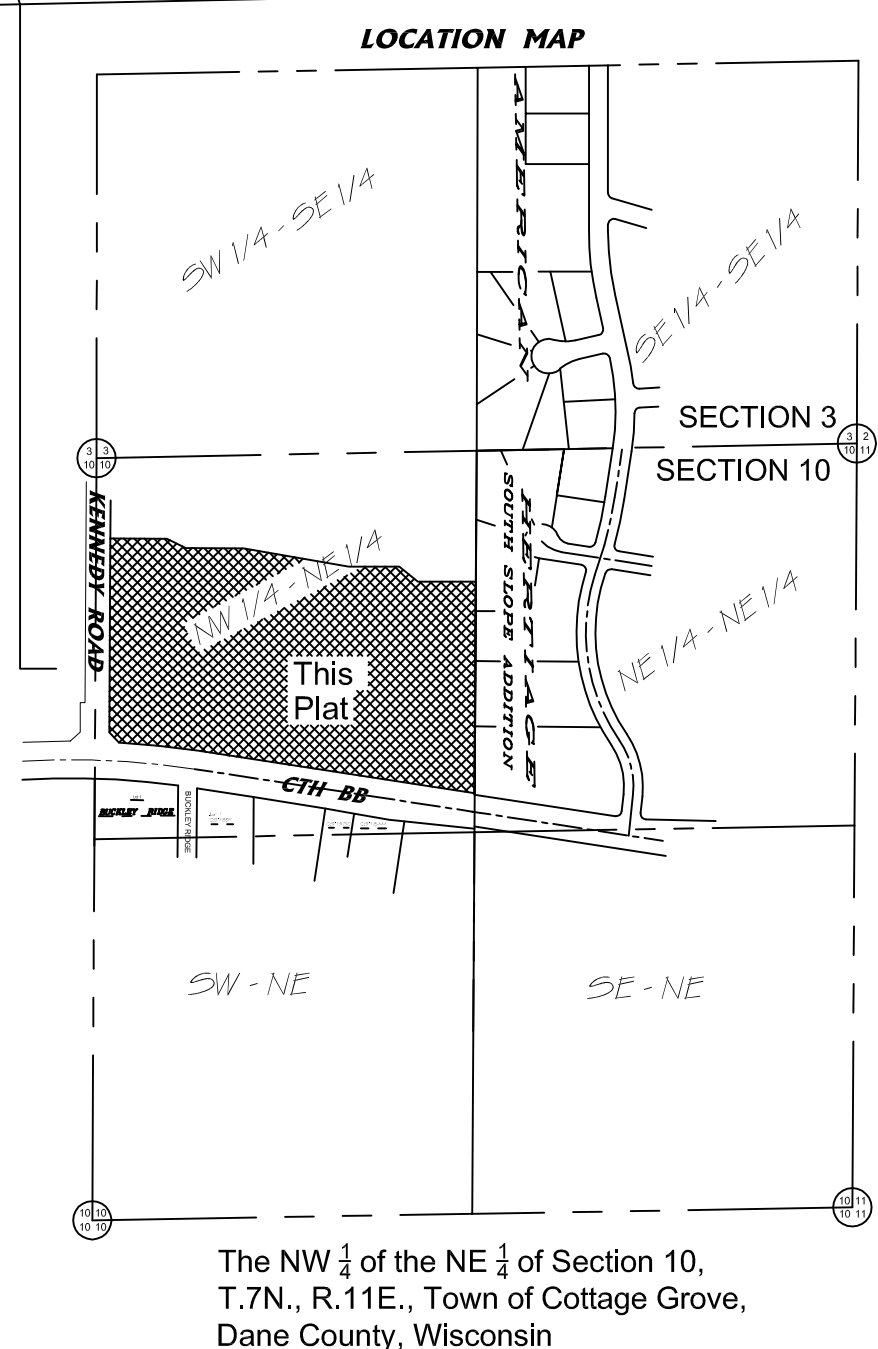 LOCATION MAP
AMERICAN
SW 1/4 - SE 1/4
SE 1/4 - SE 1/4
SECTION 3
3 3
10 10
3 2
10 11
SECTION 10
KENNEDY ROAD
NW 1/4 - NE 1/4
HERTIAGE
SOUTH SLOPE ADDITION
NE 1/4 - NE 1/4
This
Plat
CTH BB
BUCKLEY RIDGE
BUCKLEY RIDGE
SW - NE
SE - NE
10 10
10 10
10 11
10 11
The NW 1/4 of the NE 1/4 of Section 10,
T.7N., R.11E., Town of Cottage Grove,
Dane County, Wisconsin